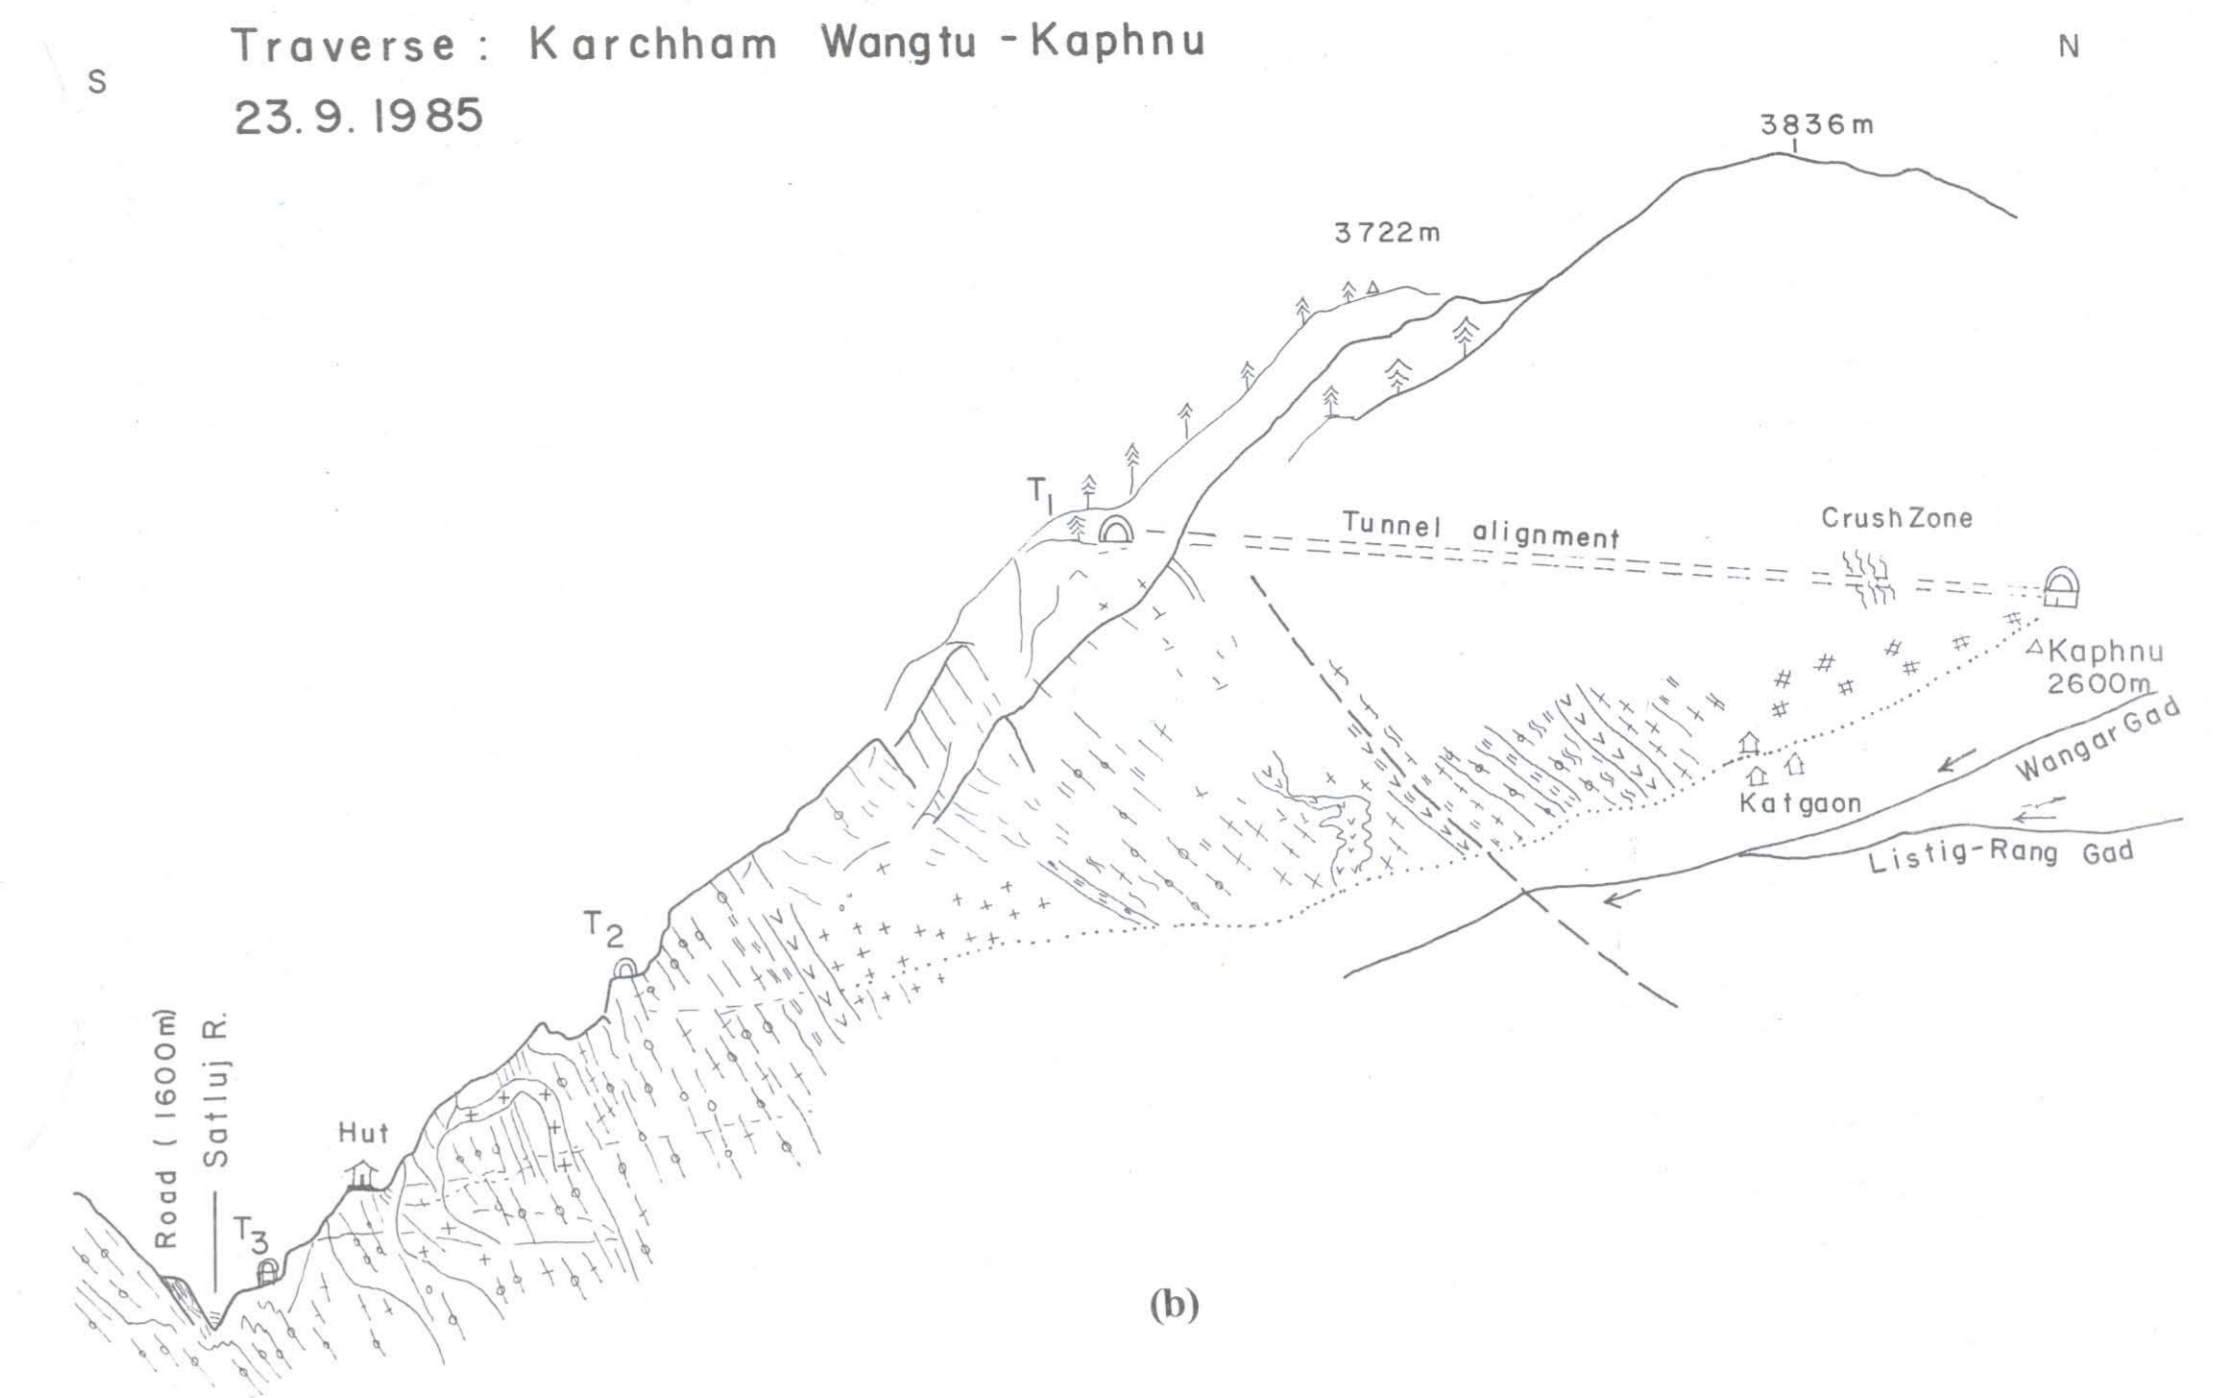 Traverse : Karchham Wangtu - Kaphnu
S
N
23.9.1985
3836m
3722m
T1
Tunnel alignment
Crush Zone
Kaphnu
2600m
Wangar Gad
Katgaon
Listig-Rang Gad
T2
Road (1600m)
Satluj R.
Hut
T3
(b)